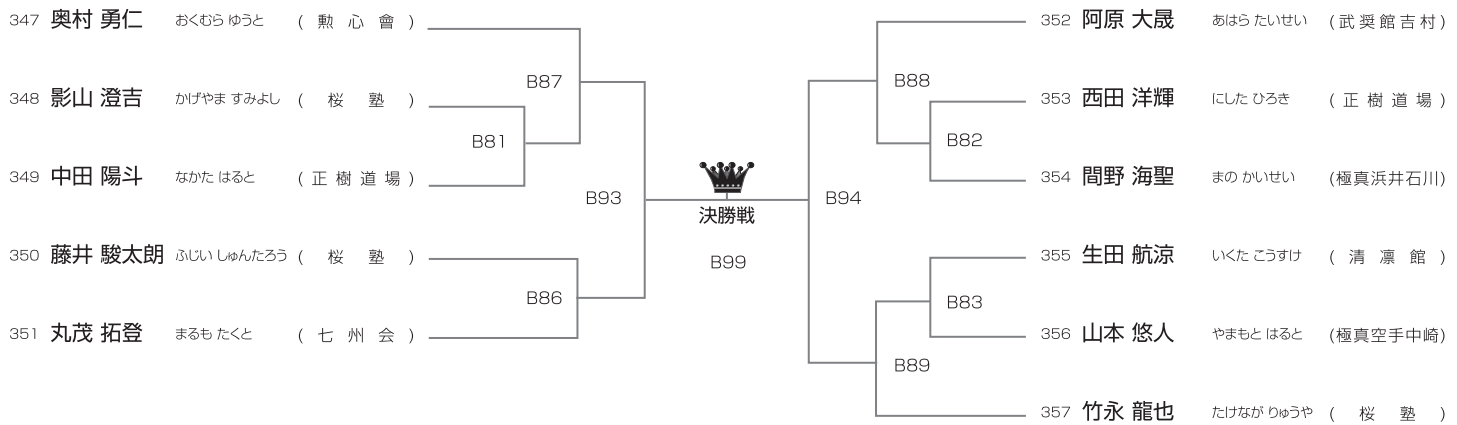 347 奥村 勇仁 おくむら ゆうと (勲心會)
348 影山 澄吉 かげやま すみよし (桜塾)
349 中田 陽斗 なかた はると (正樹道場)
350 藤井 駿太朗 ふじい しゅんたろう (桜塾)
351 丸茂 拓登 まるも たくと (七州会)
B87
B81
B93
B86
決勝戦
B99
B88
B82
B94
B83
B89
352 阿原 大晟 あはら たいせい (武奨館吉村)
353 西田 洋輝 にした ひろき (正樹道場)
354 間野 海聖 まの かいせい (極真浜井石川)
355 生田 航涼 いくた こうすけ (清凛館)
356 山本 悠人 やまもと はると (極真空手中崎)
357 竹永 龍也 たけなが りゅうや (桜塾)